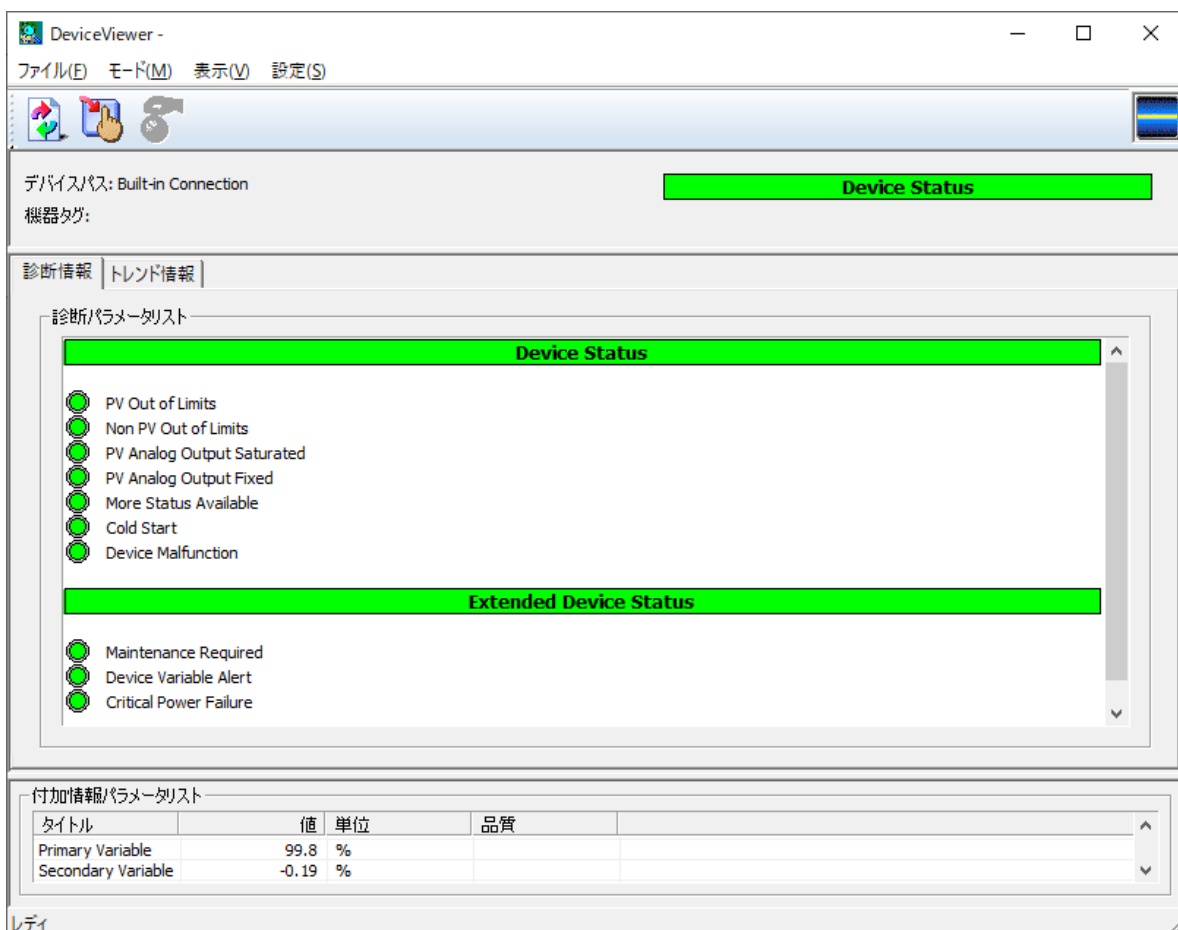 DeviceViewer -
ファイル(F) モード(M) 表示(V) 設定(S)
デバイスパス: Built-in Connection
Device Status
機器タグ:
診断情報 トレンド情報
診断パラメータリスト
Device Status
PV Out of Limits
Non PV Out of Limits
PV Analog Output Saturated
PV Analog Output Fixed
More Status Available
Cold Start
Device Malfunction
Extended Device Status
Maintenance Required
Device Variable Alert
Critical Power Failure
付加情報パラメータリスト
タイトル 値 単位 品質
Primary Variable 99.8 %
Secondary Variable -0.19 %
レディ